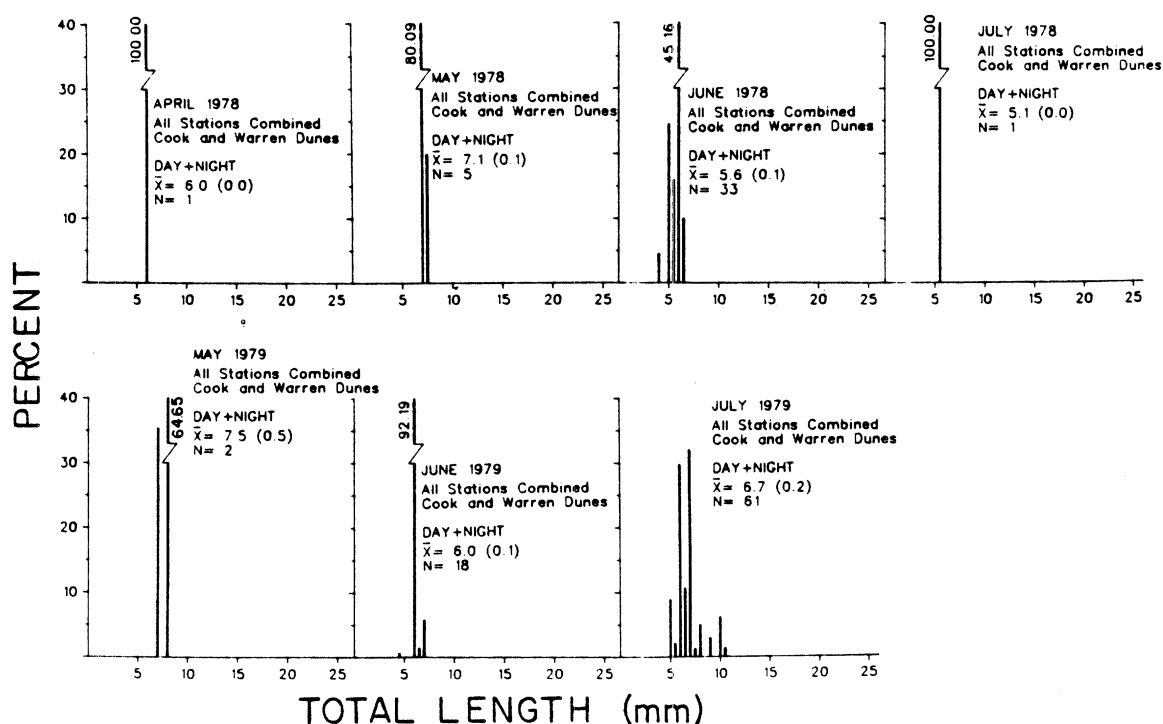 PERCENT
40
30
20
10
100 00
APRIL 1978
All Stations Combined
Cook and Warren Dunes
DAY+NIGHT
X̄= 6 0 (0 0)
N= 1
5 10 15 20 25
80 09
MAY 1978
All Stations Combined
Cook and Warren Dunes
DAY+NIGHT
X̄= 7.1 (0.1)
N= 5
5 10 15 20 25
45 16
JUNE 1978
All Stations Combined
Cook and Warren Dunes
DAY+NIGHT
X̄= 5.6 (0.1)
N= 33
5 10 15 20 25
100 00
JULY 1978
All Stations Combined
Cook and Warren Dunes
DAY+NIGHT
X̄= 5.1 (0.0)
N= 1
5 10 15 20 25
40
30
20
10
MAY 1979
All Stations Combined
Cook and Warren Dunes
64.65
DAY+NIGHT
X̄= 7 5 (0.5)
N= 2
5 10 15 20 25
92 19
JUNE 1979
All Stations Combined
Cook and Warren Dunes
DAY+NIGHT
X̄= 6.0 (0.1)
N= 18
5 10 15 20 25
JULY 1979
All Stations Combined
Cook and Warren Dunes
DAY+NIGHT
X̄= 6.7 (0.2)
N= 61
5 10 15 20 25
TOTAL LENGTH (mm)